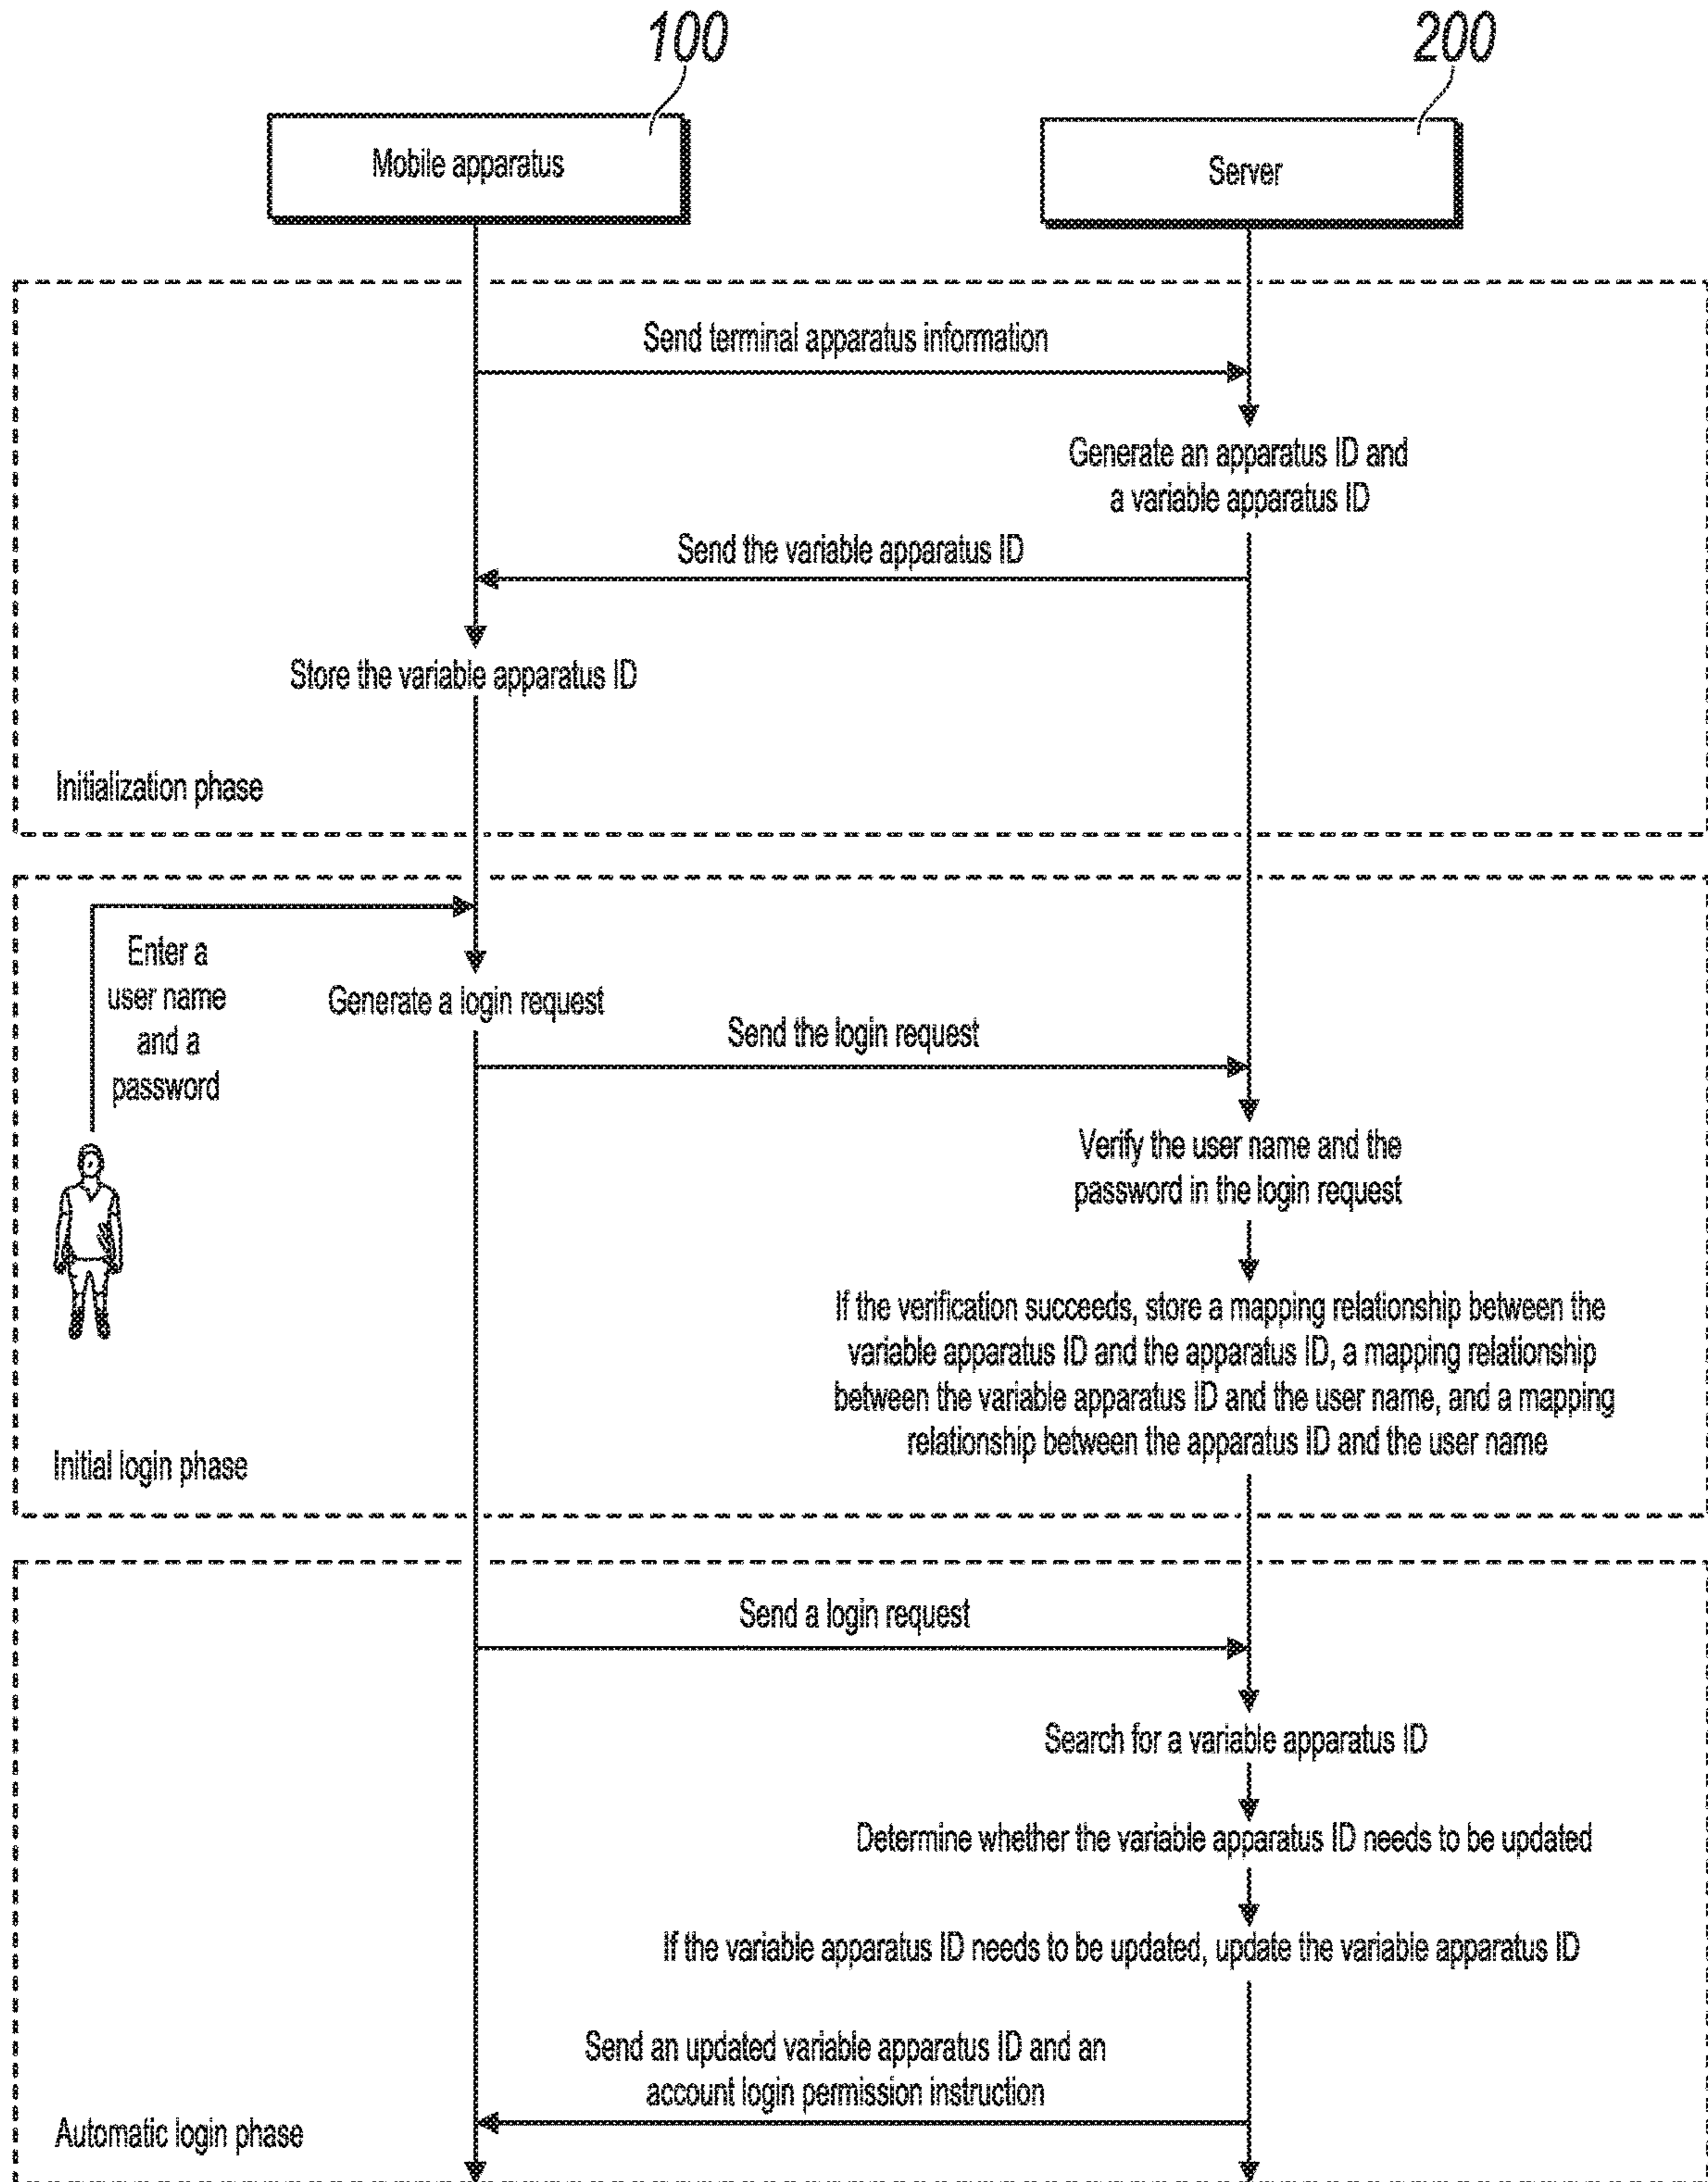 100
200
Mobile apparatus
Server
Send terminal apparatus information
Generate an apparatus ID and
a variable apparatus ID
Send the variable apparatus ID
Store the variable apparatus ID
Initialization phase
Enter a
user name
and a
password
Generate a login request
Send the login request
Verify the user name and the
password in the login request
If the verification succeeds, store a mapping relationship between the
variable apparatus ID and the apparatus ID, a mapping relationship
between the variable apparatus ID and the user name, and a mapping
relationship between the apparatus ID and the user name
Initial login phase
Send a login request
Search for a variable apparatus ID
Determine whether the variable apparatus ID needs to be updated
If the variable apparatus ID needs to be updated, update the variable apparatus ID
Send an updated variable apparatus ID and an
account login permission instruction
Automatic login phase